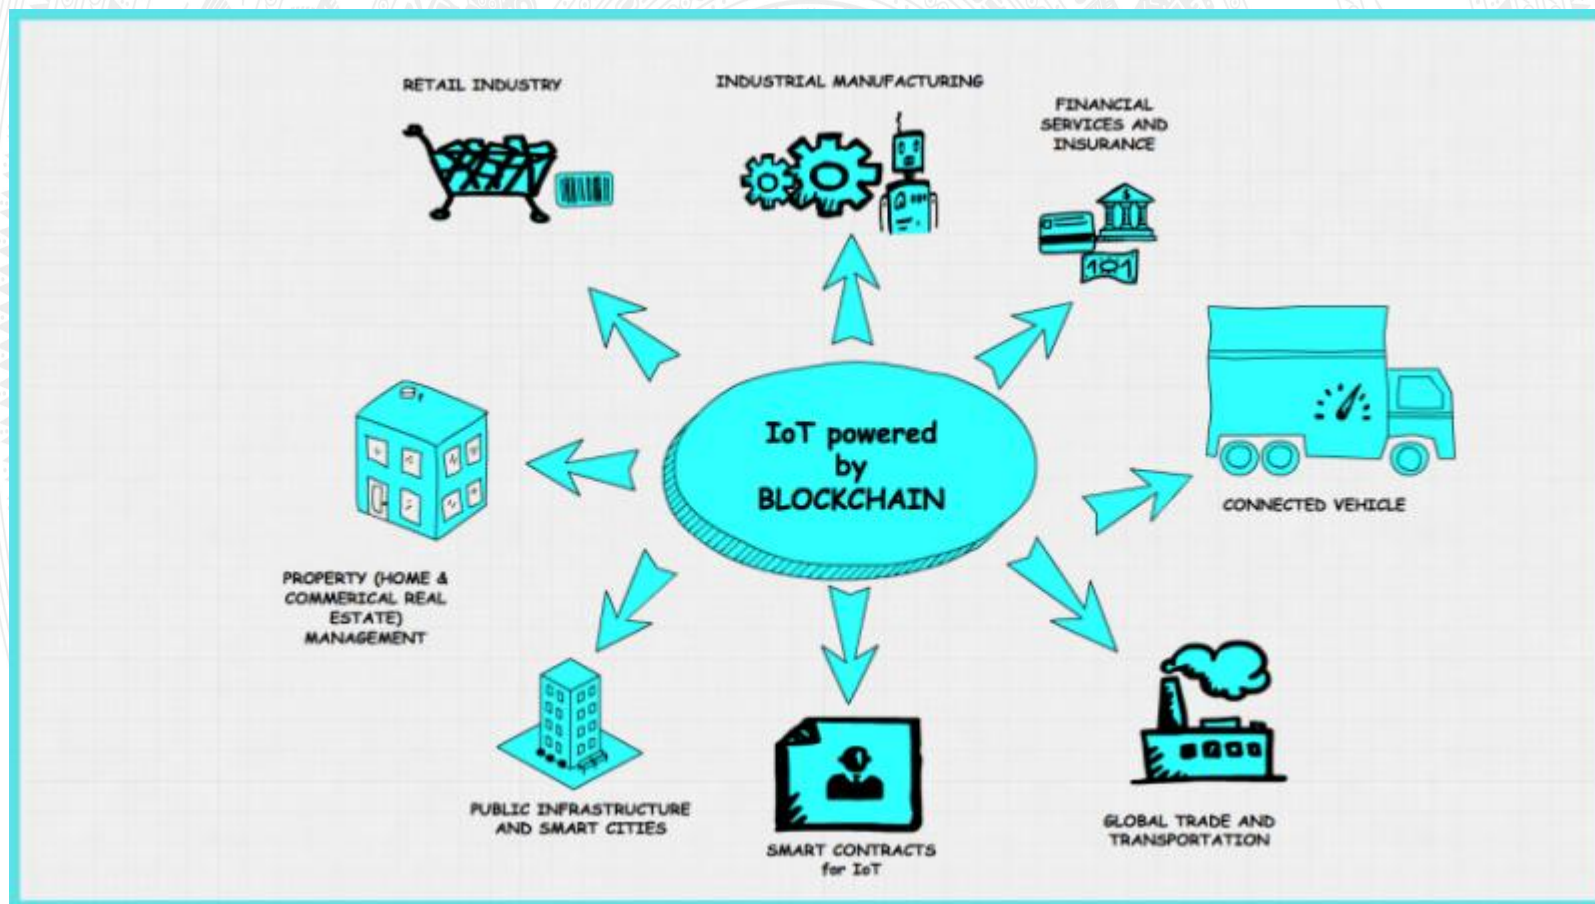 RETAIL INDUSTRY
INDUSTRIAL MANUFACTURING
FINANCIAL
SERVICES AND
INSURANCE
$
101
IoT powered
by
BLOCKCHAIN
CONNECTED VEHICLE
PROPERTY (HOME &
COMMERICAL REAL
ESTATE)
MANAGEMENT
PUBLIC INFRASTRUCTURE
AND SMART CITIES
SMART CONTRACTS
for IoT
GLOBAL TRADE AND
TRANSPORTATION